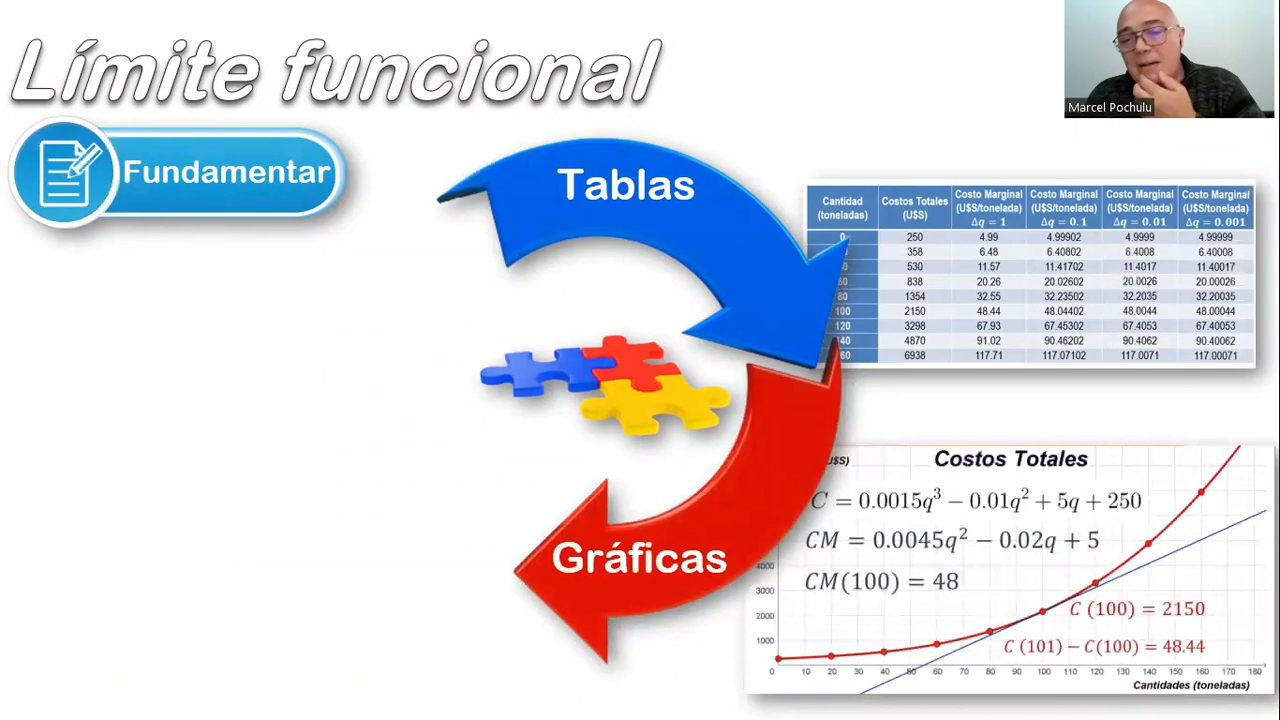 Límite funcional
Marcel Pochulu
Fundamentar
Tablas
Cantidad (toneladas) Costos Totales (U$S) Costo Marginal (U$S/tonelada) Δq = 1 Costo Marginal (U$S/tonelada) Δq = 0.1 Costo Marginal (U$S/tonelada) Δq = 0.01 Costo Marginal (U$S/tonelada) Δq = 0.001
0 250 4.99 4.99902 4.9999 4.99999
358 6.48 6.40802 6.4008 6.40008
530 11.57 11.41702 11.4017 11.40017
838 20.26 20.02602 20.0026 20.00026
80 1354 32.55 32.23502 32.2035 32.20035
100 2150 48.44 48.04402 48.0044 48.00044
120 3298 67.93 67.45302 67.4053 67.40053
4870 91.02 90.46202 90.4062 90.40062
6938 117.71 117.07102 117.0071 117.00071
Gráficas
Costos Totales
C = 0.0015q³ − 0.01q² + 5q + 250
CM = 0.0045q² − 0.02q + 5
CM(100) = 48
C (100) = 2150
C (101) − C(100) = 48.44
4000
3000
2000
1000
0 10 20 30 40 50 60 70 80 90 100 110 120 130 140 150 160 170 180
Cantidades (toneladas)